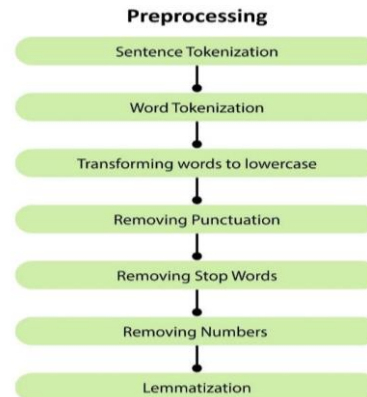 Preprocessing
Sentence Tokenization
Word Tokenization
Transforming words to lowercase
Removing Punctuation
Removing Stop Words
Removing Numbers
Lemmatization